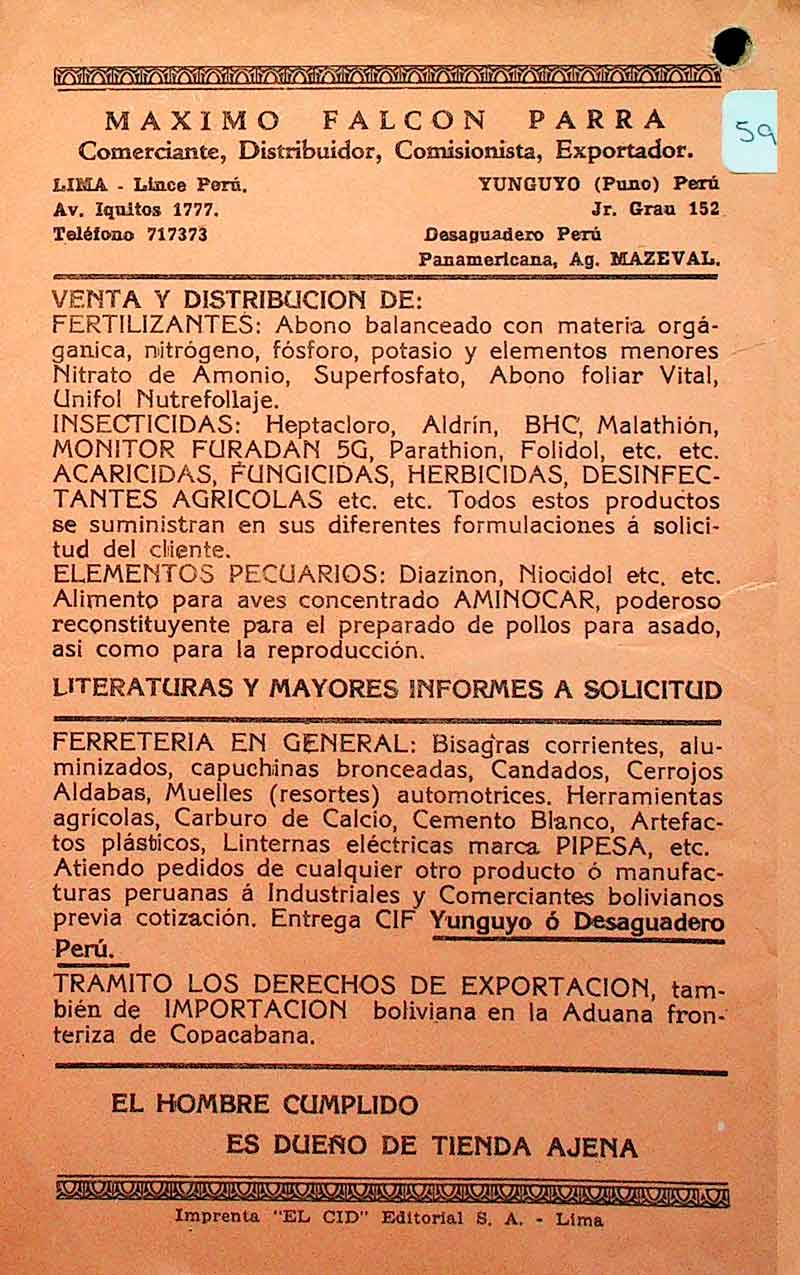 MAXIMO FALCON PARRA
59
Comerciante, Distribuidor, Comisionista, Exportador.
LIMA - Lince Perú. YUNGUYO (Puno) Perú
Av. Iquitos 1777. Jr. Grau 152
Teléfono 717373 Desaguadero Perú
Panamericana, Ag. MAZEVAL.
VENTA Y DISTRIBUCION DE:
FERTILIZANTES: Abono balanceado con materia orgá-
ganica, nitrógeno, fósforo, potasio y elementos menores
Nitrato de Amonio, Superfosfato, Abono foliar Vital,
Unifol Nutrefollaje.
INSECTICIDAS: Heptacloro, Aldrín, BHC, Malathión,
MONITOR FURADAN 5G, Parathion, Folidol, etc. etc.
ACARICIDAS, FUNGICIDAS, HERBICIDAS, DESINFEC-
TANTES AGRICOLAS etc. etc. Todos estos productos
se suministran en sus diferentes formulaciones á solici-
tud del cliente.
ELEMENTOS PECUARIOS: Diazinon, Niocidol etc. etc.
Alimento para aves concentrado AMINOCAR, poderoso
reconstituyente para el preparado de pollos para asado,
asi como para la reproducción.
LITERATURAS Y MAYORES INFORMES A SOLICITUD
FERRETERIA EN GENERAL: Bisagras corrientes, alu-
minizados, capuchinas bronceadas, Candados, Cerrojos
Aldabas, Muelles (resortes) automotrices. Herramientas
agrícolas, Carburo de Calcio, Cemento Blanco, Artefac-
tos plásticos, Linternas eléctricas marca PIPESA, etc.
Atiendo pedidos de cualquier otro producto ó manufac-
turas peruanas á Industriales y Comerciantes bolivianos
previa cotización. Entrega CIF Yunguyo ó Desaguadero
Perú.
TRAMITO LOS DERECHOS DE EXPORTACION, tam-
bién de IMPORTACION boliviana en la Aduana fron-
teriza de Copacabana.
EL HOMBRE CUMPLIDO
ES DUEÑO DE TIENDA AJENA
Imprenta "EL CID" Editorial S. A. - Lima